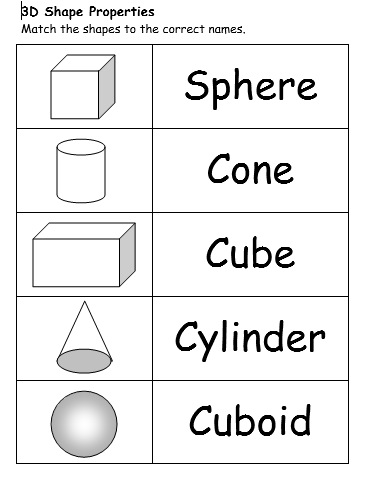 3D Shape Properties
Match the shapes to the correct names.
Sphere
Cone
Cube
Cylinder
Cuboid